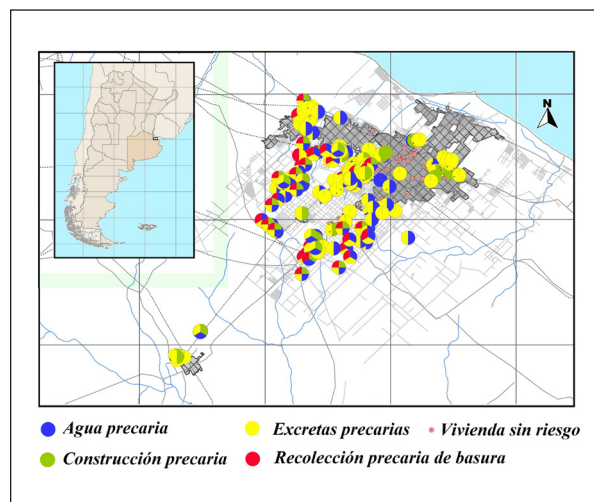 N
Agua precaria
Excretas precarias
Vivienda sin riesgo
Construcción precaria
Recolección precaria de basura